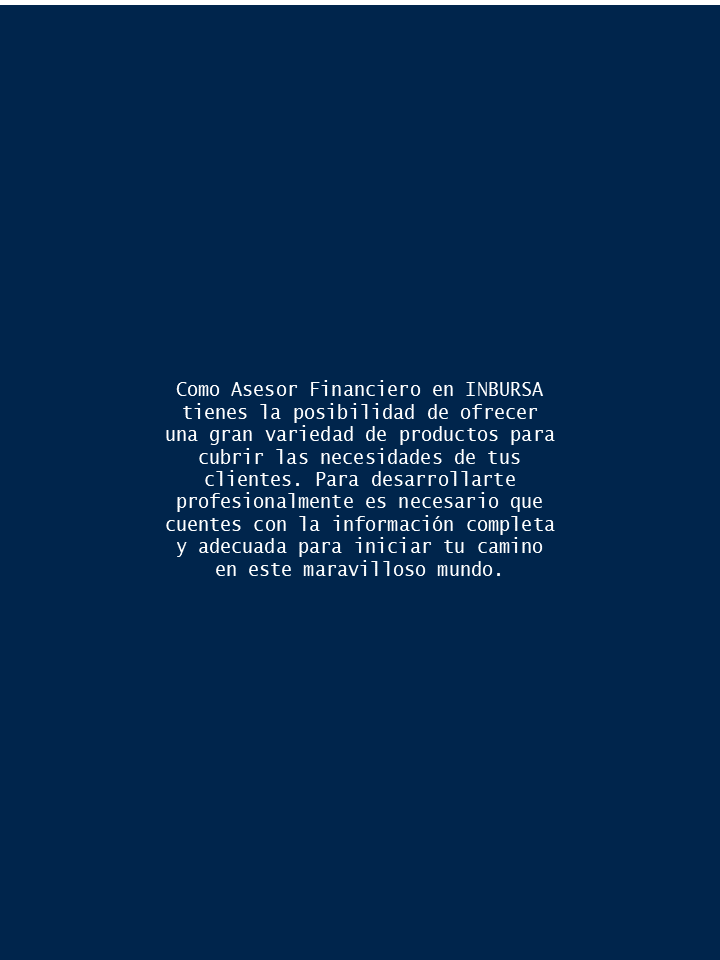 Como Asesor Financiero en INBURSA
tienes la posibilidad de ofrecer
una gran variedad de productos para
cubrir las necesidades de tus
clientes. Para desarrollarte
profesionalmente es necesario que
cuentes con la información completa
y adecuada para iniciar tu camino
en este maravilloso mundo.